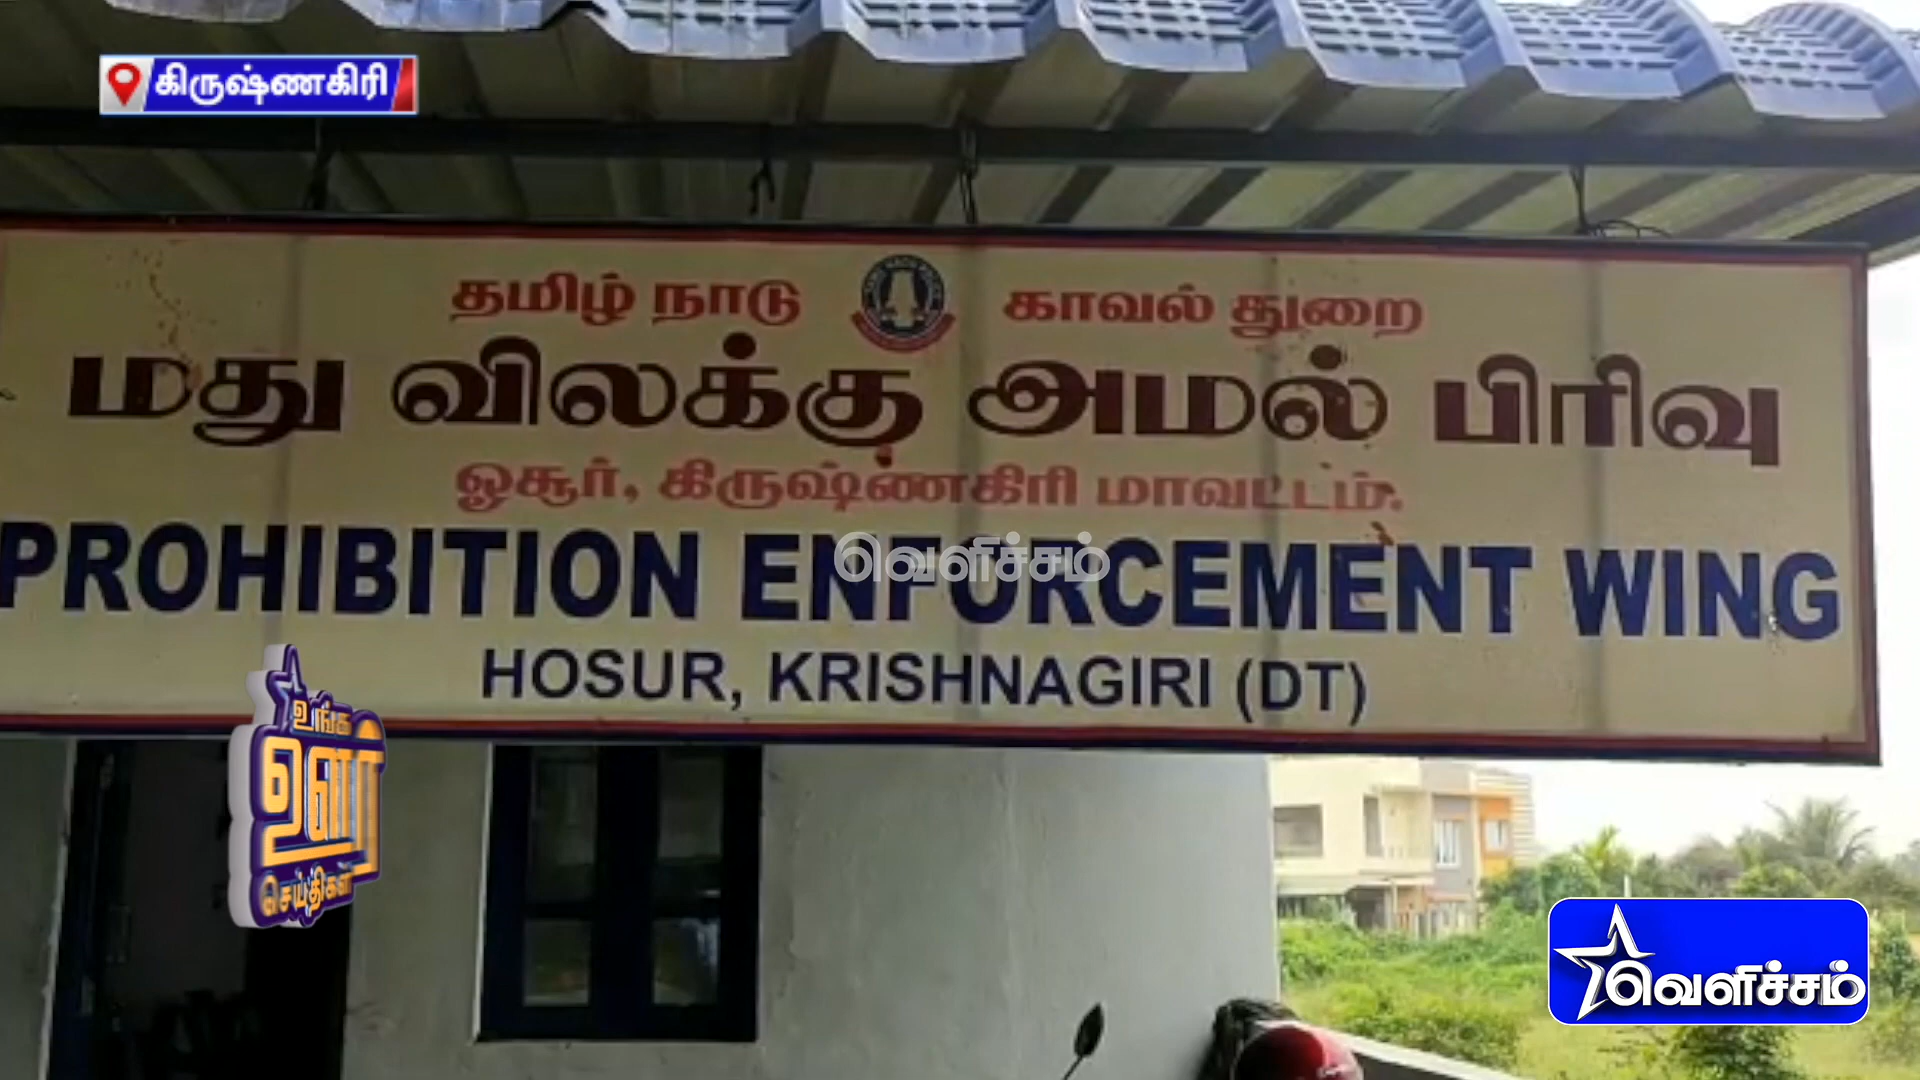 கிருஷ்ணகிரி
தமிழ் நாடு காவல் துறை
மது விலக்கு அமல் பிரிவு
ஓசூர், கிருஷ்ணகிரி மாவட்டம்.
PROHIBITION ENFORCEMENT WING
HOSUR, KRISHNAGIRI (DT)
வெளிச்சம்
உங்க
ஊர்
செய்திகள்
வெளிச்சம்